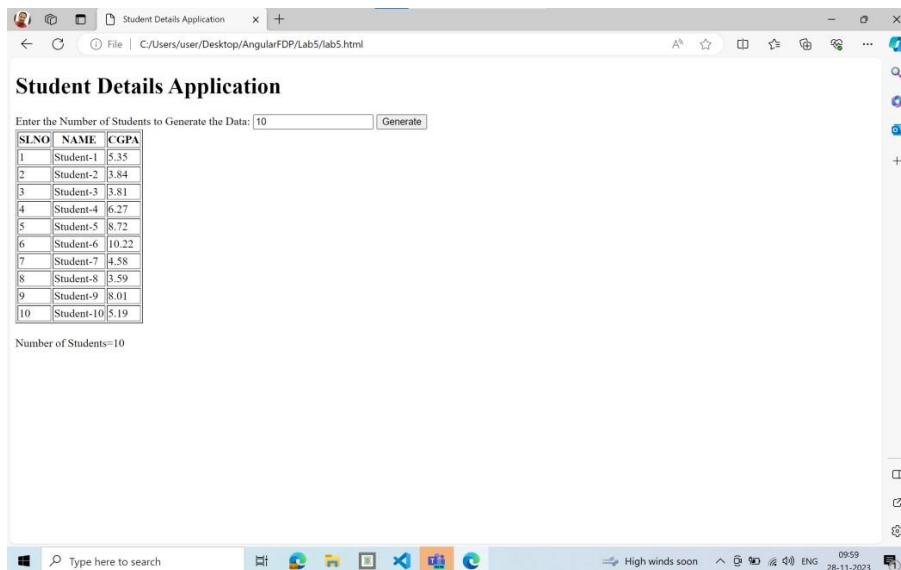 Student Details Application
File
C:/Users/user/Desktop/AngularFDP/Lab5/lab5.html
Student Details Application
Enter the Number of Students to Generate the Data: 10 Generate
SLNO NAME CGPA
1 Student-1 5.35
2 Student-2 3.84
3 Student-3 3.81
4 Student-4 6.27
5 Student-5 8.72
6 Student-6 10.22
7 Student-7 4.58
8 Student-8 3.59
9 Student-9 8.01
10 Student-10 5.19
Number of Students=10
Type here to search
High winds soon
ENG
09:59
28-11-2023